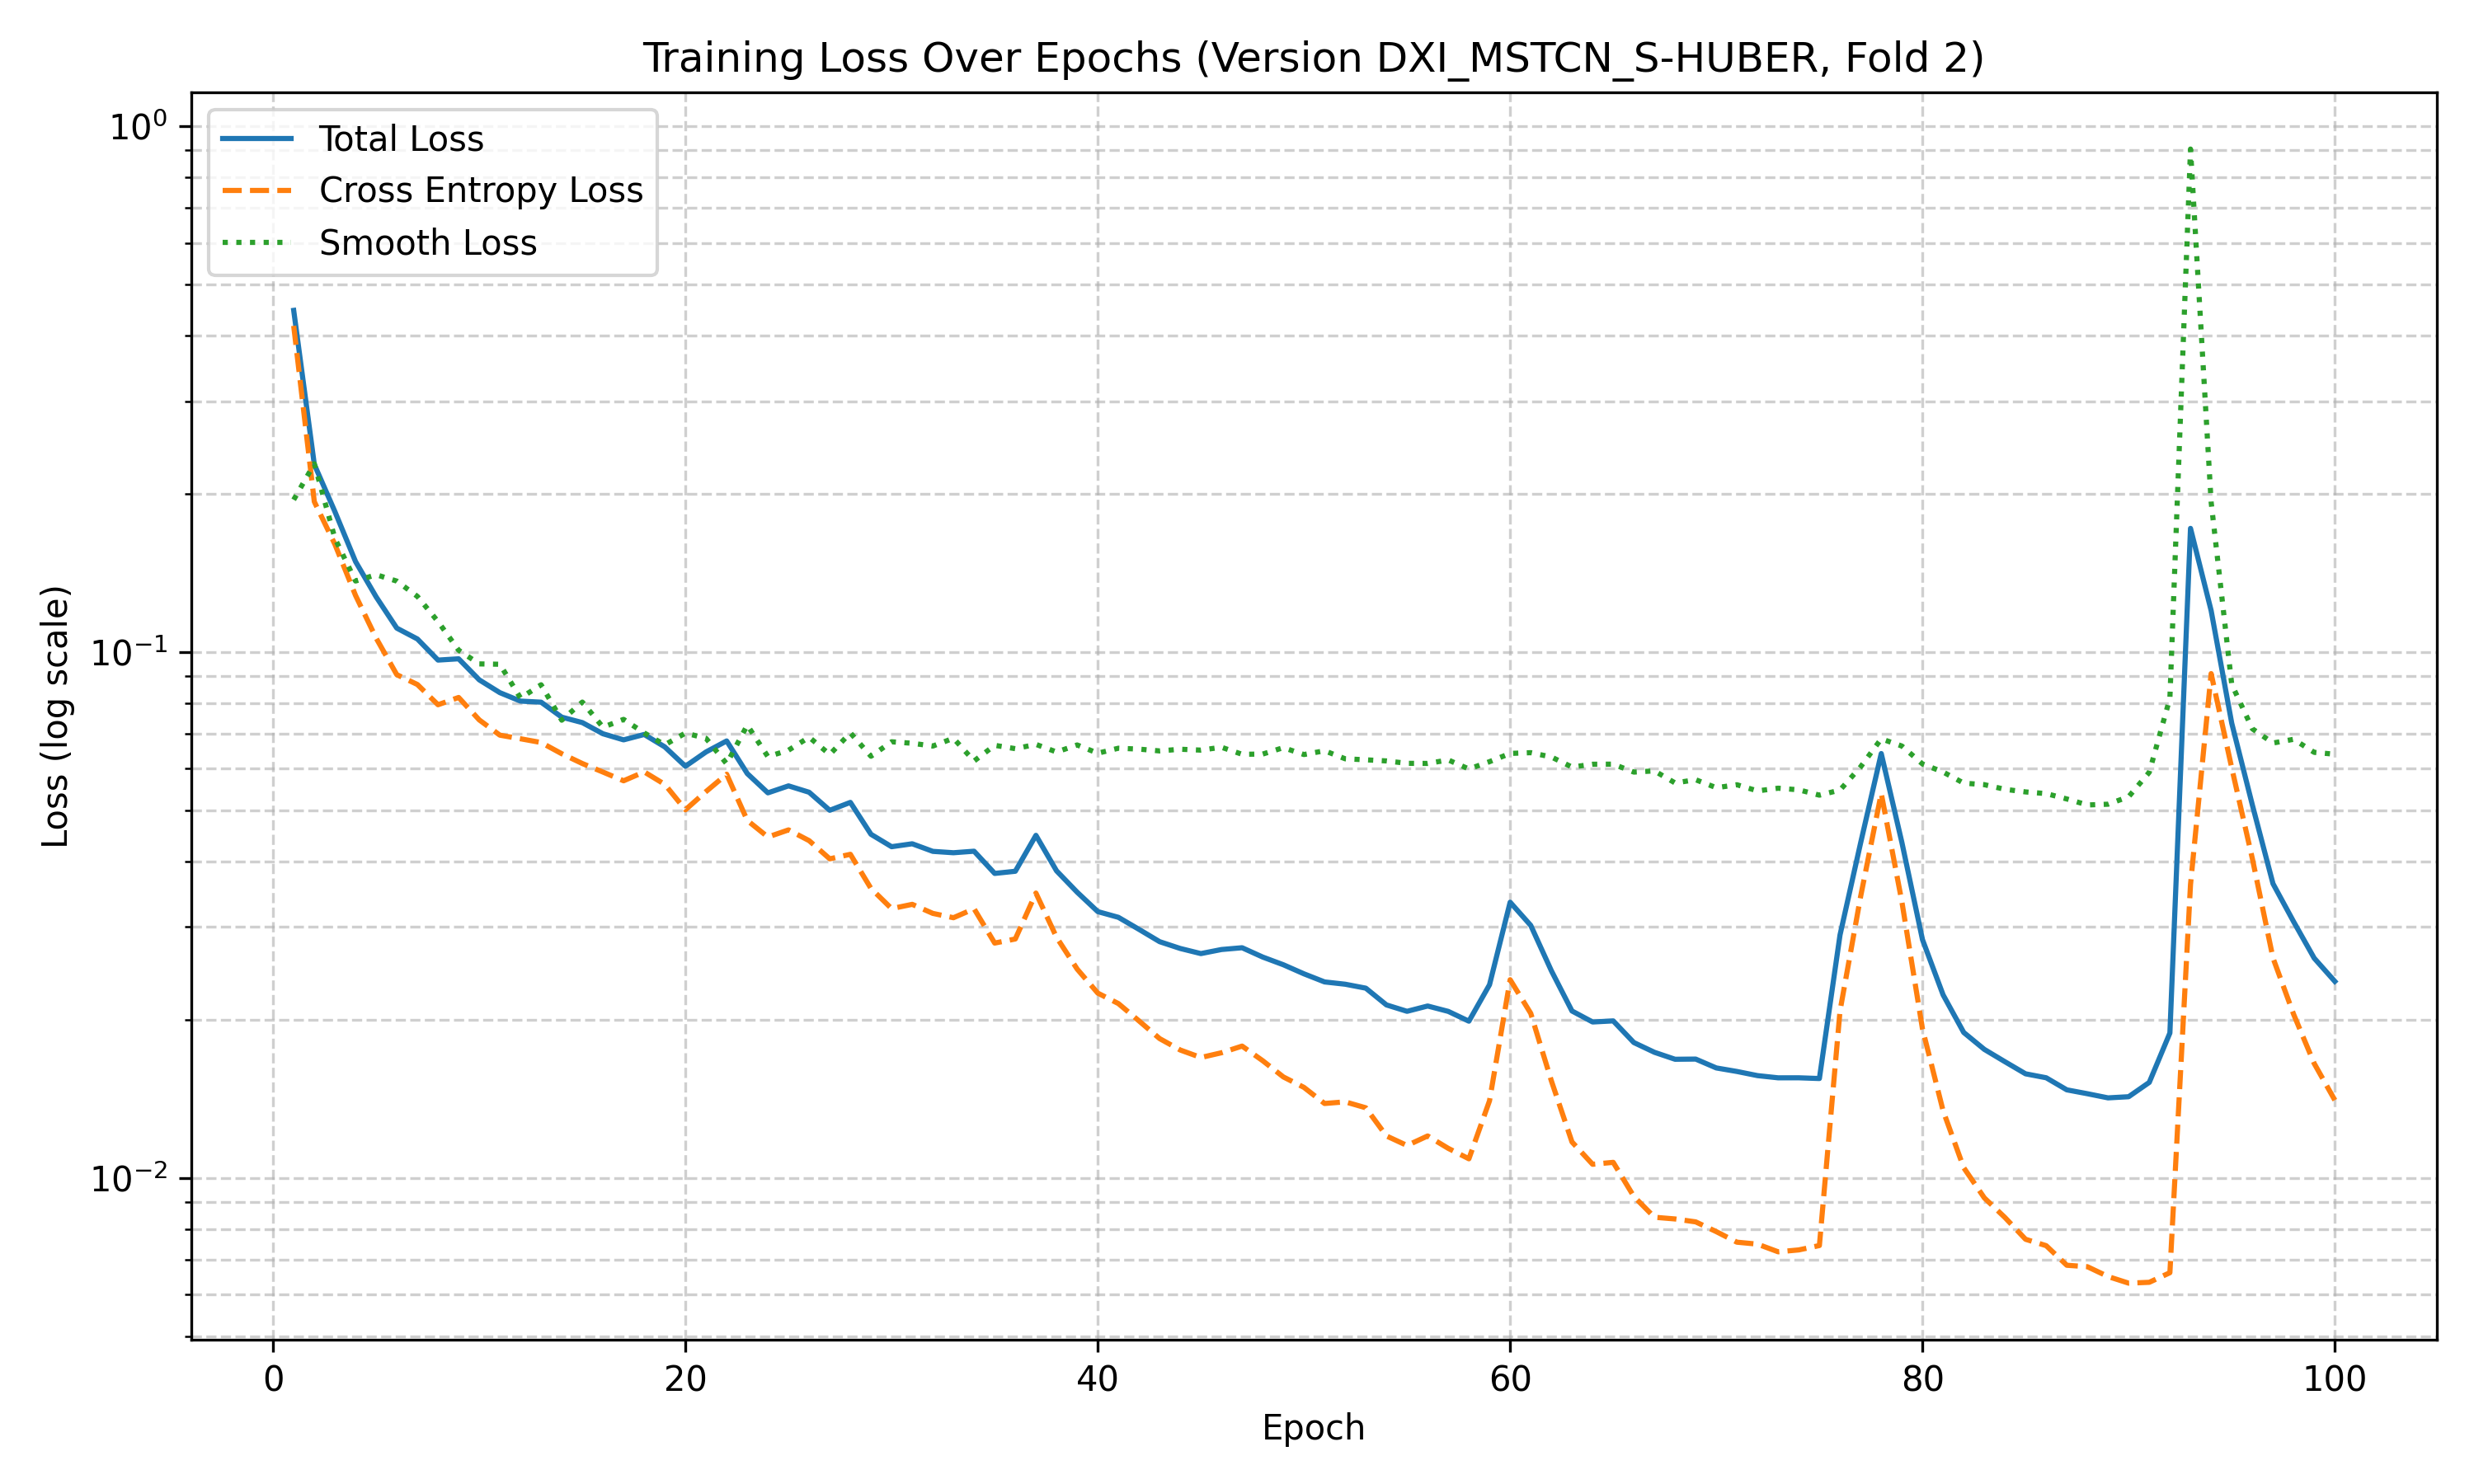 Training Loss Over Epochs (Version DXI_MSTCN_S-HUBER, Fold 2)
Total Loss
Cross Entropy Loss
Smooth Loss
Loss (log scale)
10⁰
10⁻¹
10⁻²
0 20 40 60 80 100
Epoch